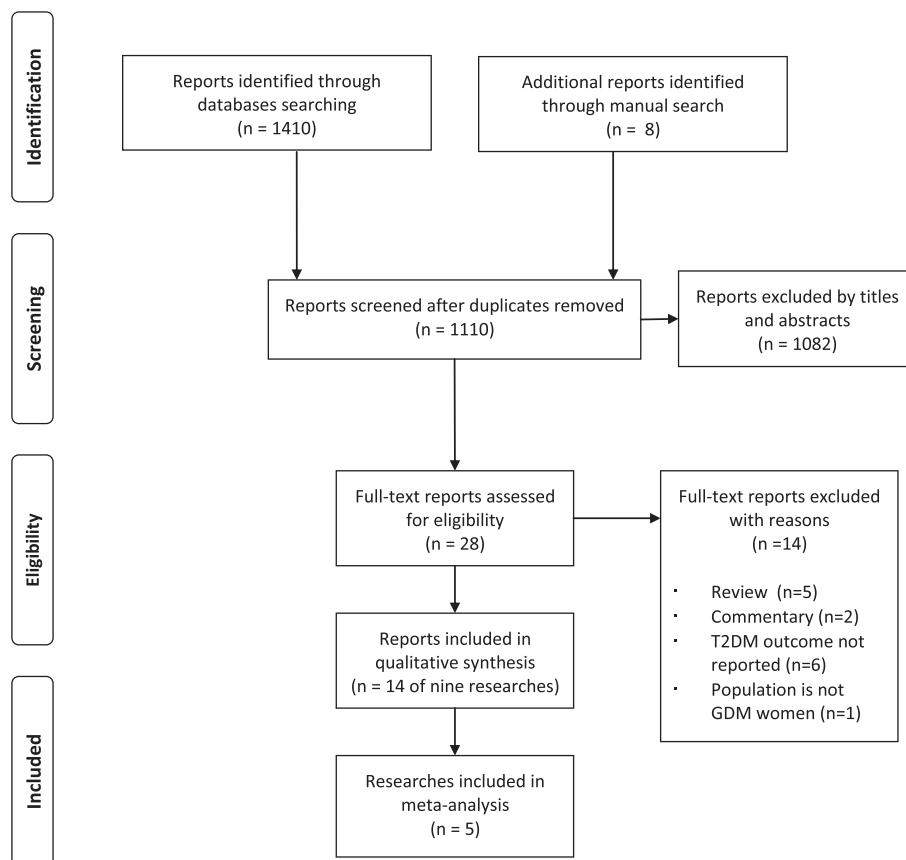 Identification
Reports identified through
databases searching
(n = 1410)
Additional reports identified
through manual search
(n = 8)
Screening
Reports screened after duplicates removed
(n = 1110)
Reports excluded by titles
and abstracts
(n = 1082)
Eligibility
Full-text reports assessed
for eligibility
(n = 28)
Full-text reports excluded
with reasons
(n =14)
▪ Review (n=5)
▪ Commentary (n=2)
▪ T2DM outcome not
reported (n=6)
▪ Population is not
GDM women (n=1)
Reports included in
qualitative synthesis
(n = 14 of nine researches)
Included
Researches included in
meta-analysis
(n = 5)